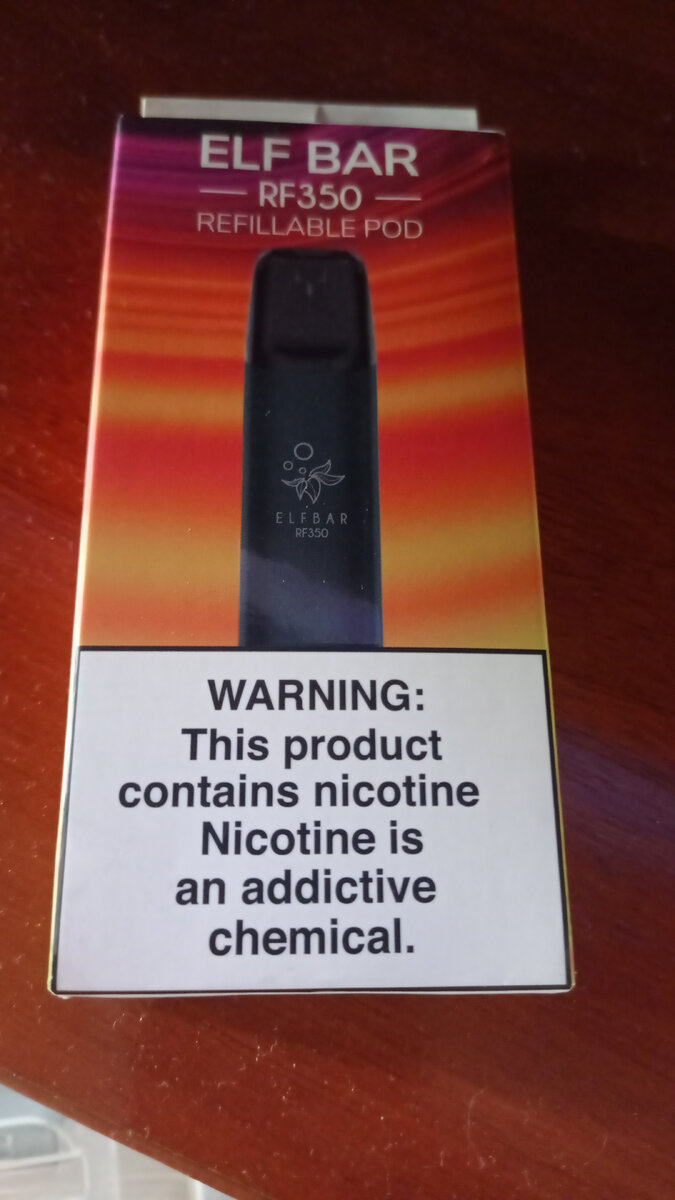 ELF BAR
RF350
REFILLABLE POD
ELFBAR
RF350
WARNING:
This product
contains nicotine
Nicotine is
an addictive
chemical.